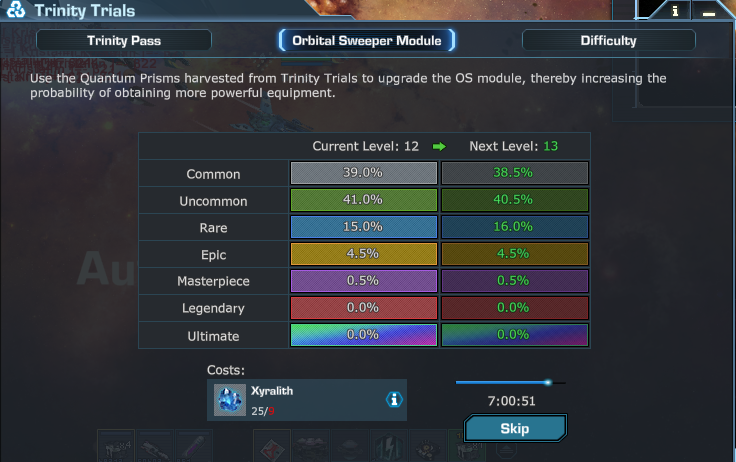 Trinity Trials
Trinity Pass
Orbital Sweeper Module
Difficulty
Use the Quantum Prisms harvested from Trinity Trials to upgrade the OS module, thereby increasing the
probability of obtaining more powerful equipment.
Current Level: 12 Next Level: 13
Common 39.0% 38.5%
Uncommon 41.0% 40.5%
Rare 15.0% 16.0%
Epic 4.5% 4.5%
Masterpiece 0.5% 0.5%
Legendary 0.0% 0.0%
Ultimate 0.0% 0.0%
Au
Costs:
Xyralith
25/
7:00:51
Skip